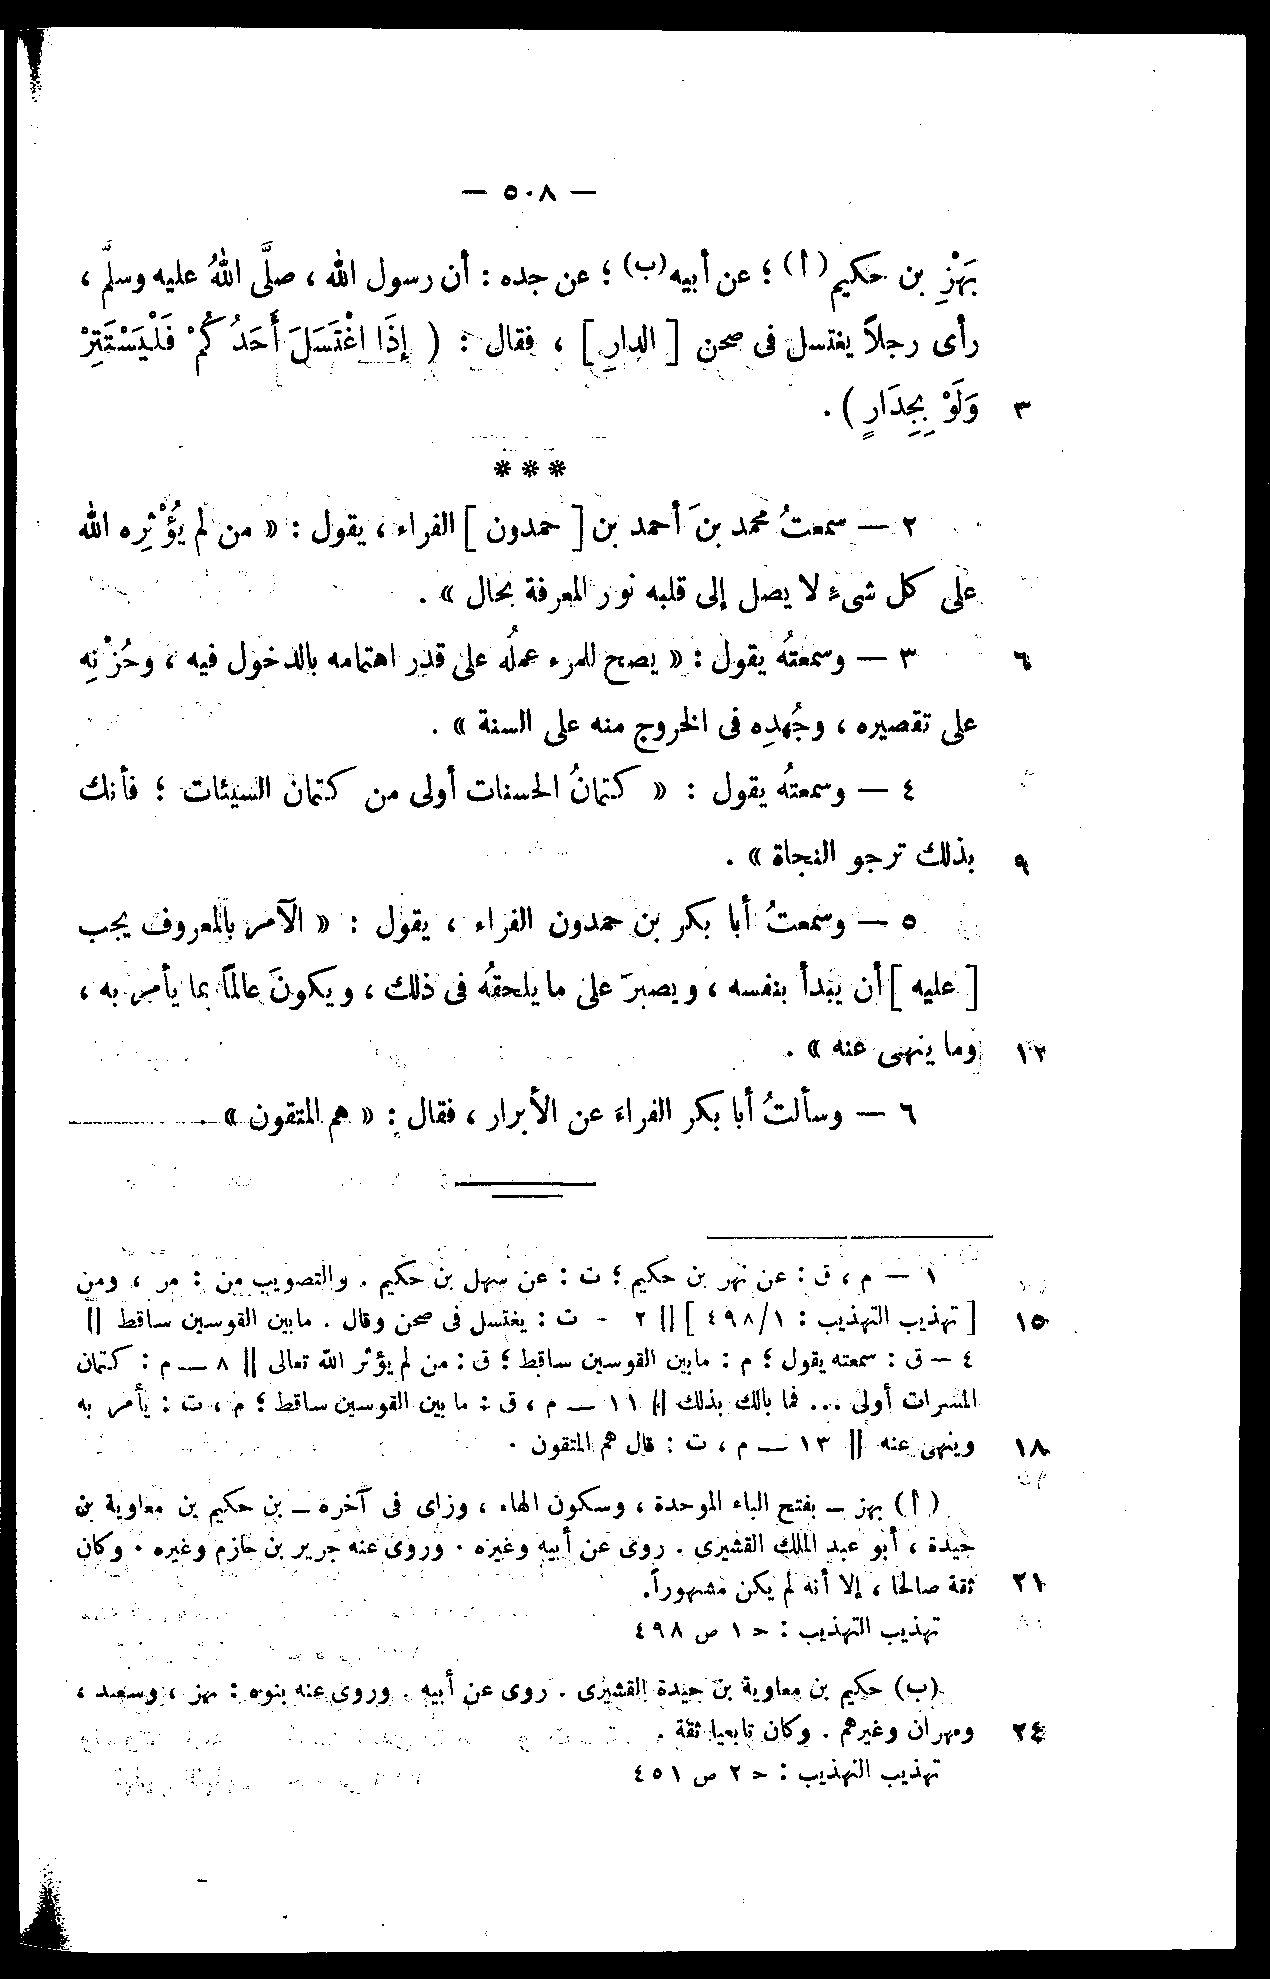 — ٥٠٨ —
بَهْزِ بن حكيم (أ) ؛ عن أبيه (ب) ؛ عن جده : أن رسول الله ، صلَّى اللهُ عليه وسلَّم ،
رأى رجلاً يغتسل فى صحن [ الدارِ ] ، فقال : ( إِذَا اغْتَسَلَ أَحَدُ كُمْ فَلْيَسْتَتِرْ
٣ وَلَوْ بِجِدَارٍ ) .
* * *
٢ — سمعتُ محمد بنَ أحمد بن [ حمدون ] الفراء ، يقول : « من لم يُؤْثِره الله
على كل شىء لا يصل إلى قلبه نور المعرفة بحال » .
٦ ٣ — وسمعتهُ يقول : « يصح للمرء عملُه على قدر اهتمامه بالدخول فيه ، وحُزْنِه
على تقصيره ، وجُهدِه فى الخروج منه على السنة » .
٤ — وسمعتهُ يقول : « كتمانُ الحسنات أولى من كتمان السيئات ؛ فأنك
٩ بذلك ترجو النجاة » .
٥ — وسمعتُ أبا بكر بن حمدون الفراء ، يقول : « الآمر بالمعروف يجب
[ عليه ] أن يبدأ بنفسه ، ويصبرَ على ما يلحقهُ فى ذلك ، ويكونَ عالمًا بما يأمر به ،
١٢ وما ينهى عنه » .
٦ — وسألتُ أبا بكر الفراءَ عن الأبرار ، فقال : « هم المتقون » .
١ — م ، ق : عن نهر بن حكيم ؛ ت : عن سهل بن حكيم . والتصويب من : مر ، ومن
١٥ [ تهذيب التهذيب : ١/ ٤٩٨ ] || ٢ - ت : يغتسل فى صحن وقال . مابين القوسين ساقط ||
٤ — ق : سمعته يقول ؛ م : مابين القوسين ساقط ؛ ق : من لم يؤثر الله تعالى || ٨ — م : كتمان
المسرات أولى ... فما بالك بذلك || ١١ — م ، ق : ما بين القوسين ساقط ؛ م ، ت : يأمر به
١٨ وينهى عنه || ١٣ — م ، ت : قال هم المتقون .
( أ ) بهز — بفتح الباء الموحدة ، وسكون الهاء ، وزاى فى آخره — بن حكيم بن معاوية بن
حيدة ، أبو عبد الملك القشيرى . روى عن أبيه وغيره . وروى عنه جرير بن حازم وغيره . وكان
٢١ ثقة صالحا ، إلا أنه لم يكن مشهوراً.
تهذيب التهذيب : ح ١ ص ٤٩٨
(ب) حكيم بن معاوية بن حيدة القشيرى . روى عن أبيه . وروى عنه بنوه : بهز ، وسعيد ،
٢٤ ومهران وغيرهم . وكان تابعيا ثقة .
تهذيب التهذيب : ح ٢ ص ٤٥١